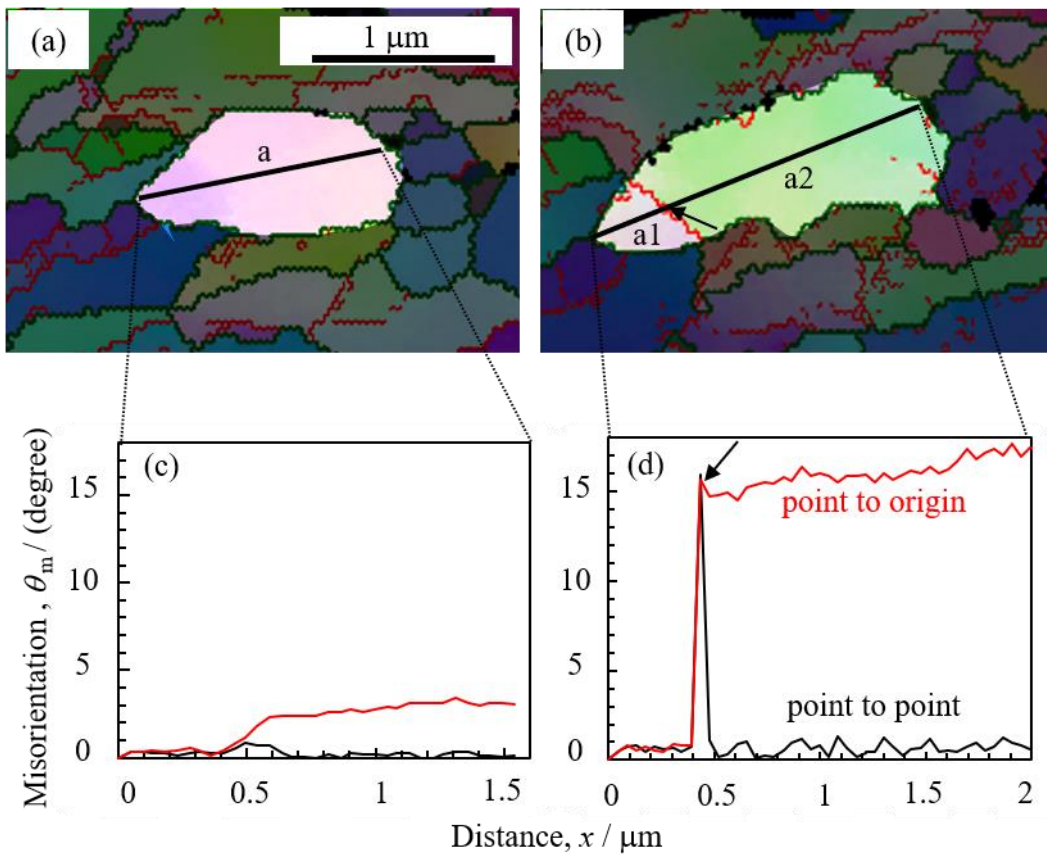 (a)
1 μm
a
(b)
a2
a1
Misorientation , θm / (degree)
(c)
15
10
5
0
0
0.5
1
1.5
(d)
point to origin
point to point
15
10
5
0
0
0.5
1
1.5
2
Distance, x / μm